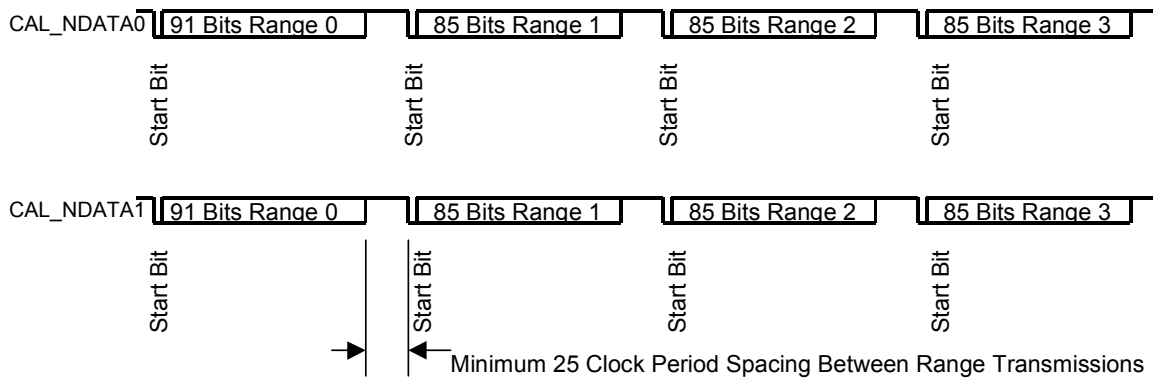 CAL_NDATA0 91 Bits Range 0 85 Bits Range 1 85 Bits Range 2 85 Bits Range 3
Start Bit Start Bit Start Bit Start Bit
CAL_NDATA1 91 Bits Range 0 85 Bits Range 1 85 Bits Range 2 85 Bits Range 3
Start Bit Start Bit Start Bit Start Bit
Minimum 25 Clock Period Spacing Between Range Transmissions